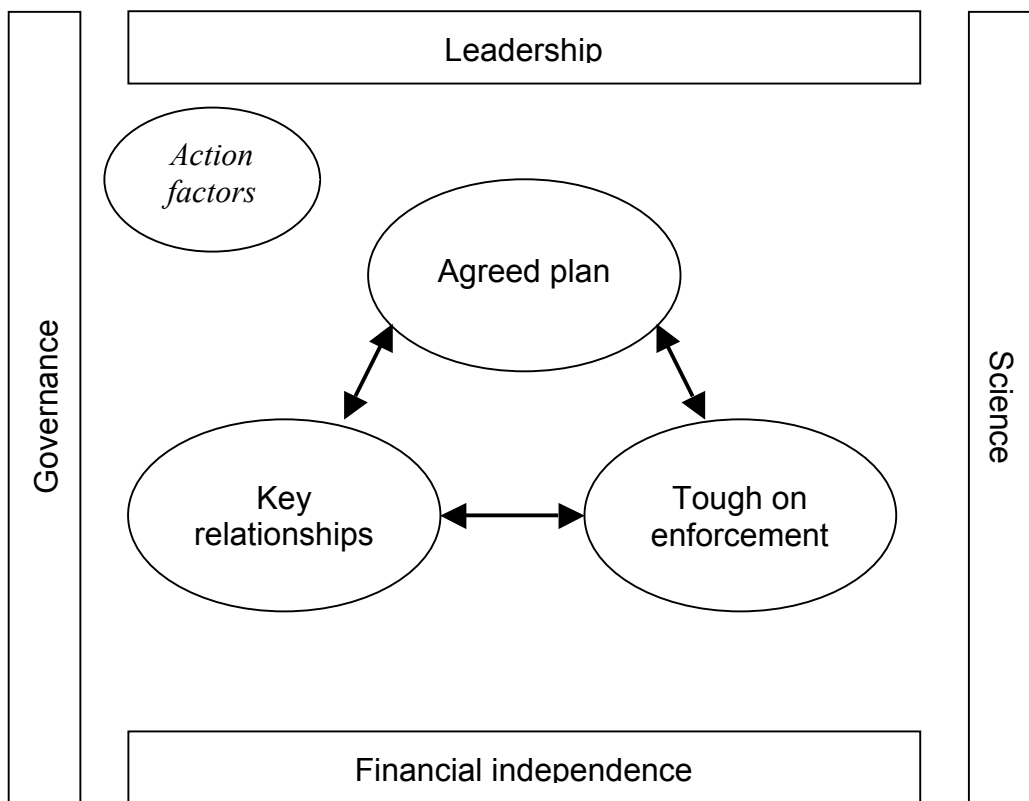 Leadership
Action
factors
Agreed plan
Governance
Science
Key
relationships
Tough on
enforcement
Financial independence